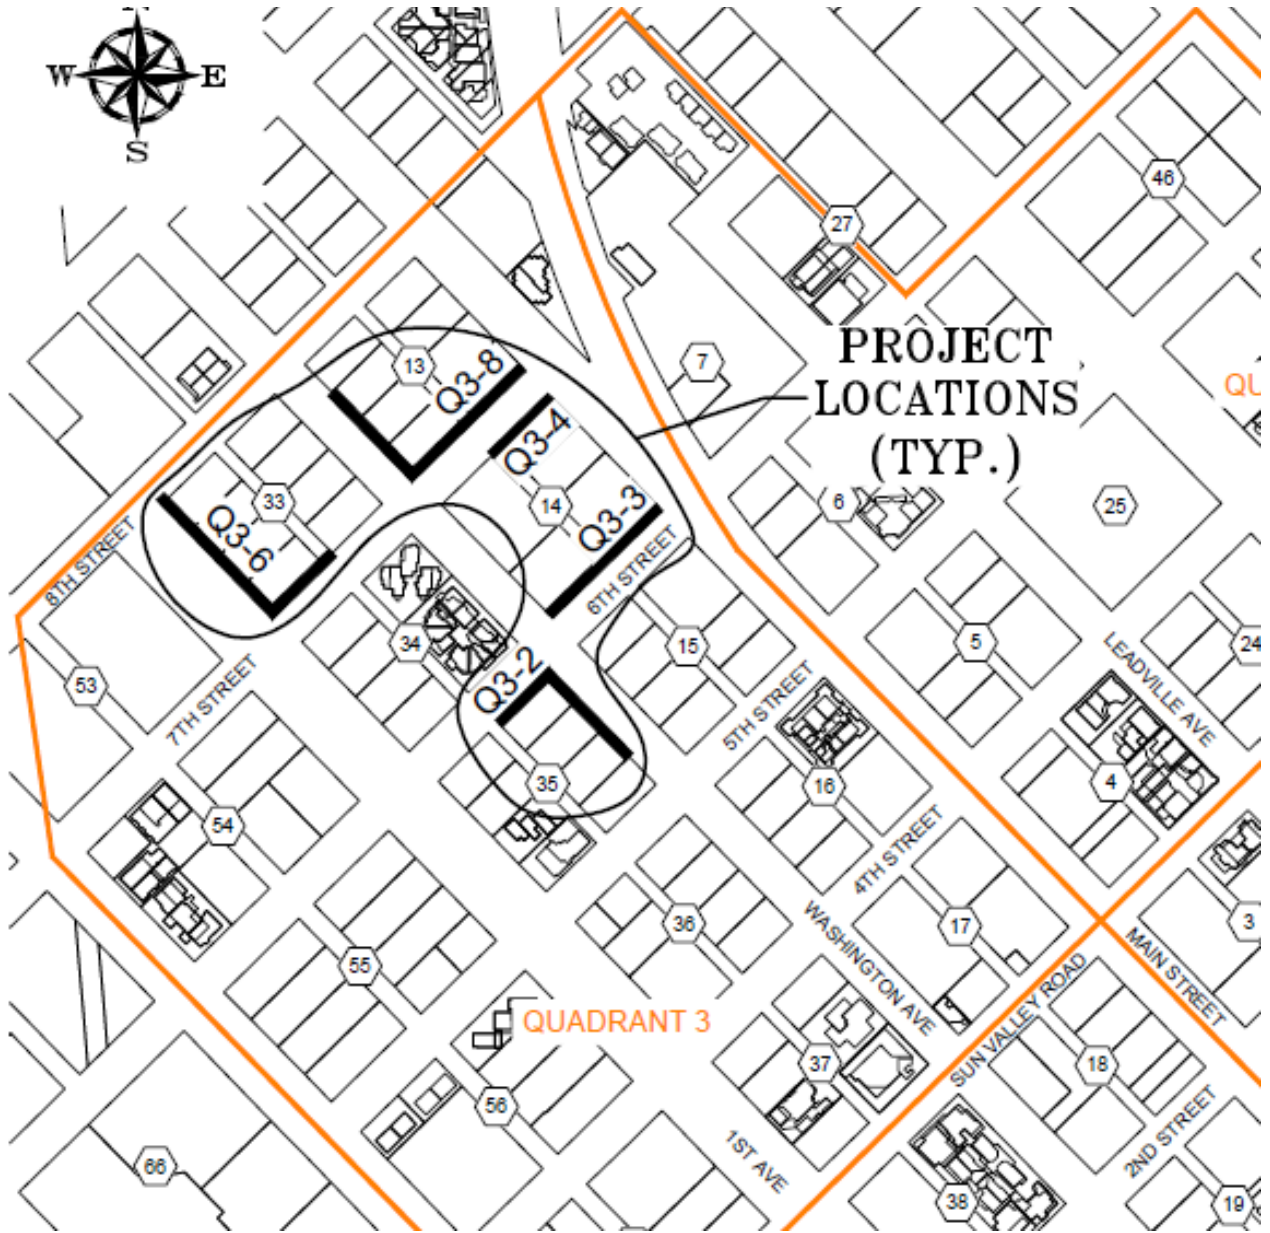 W
E
S
46
27
PROJECT
LOCATIONS
(TYP.)
QU
7
13
Q3-8
Q3-4
14
Q3-3
33
Q3-6
6
25
8TH STREET
6TH STREET
34
15
5
24
LEADVILLE AVE
53
7TH STREET
Q3-2
5TH STREET
35
16
4
54
4TH STREET
36
17
3
WASHINGTON AVE
MAIN STREET
55
QUADRANT 3
SUN VALLEY ROAD
37
18
56
2ND STREET
1ST AVE
66
38
19